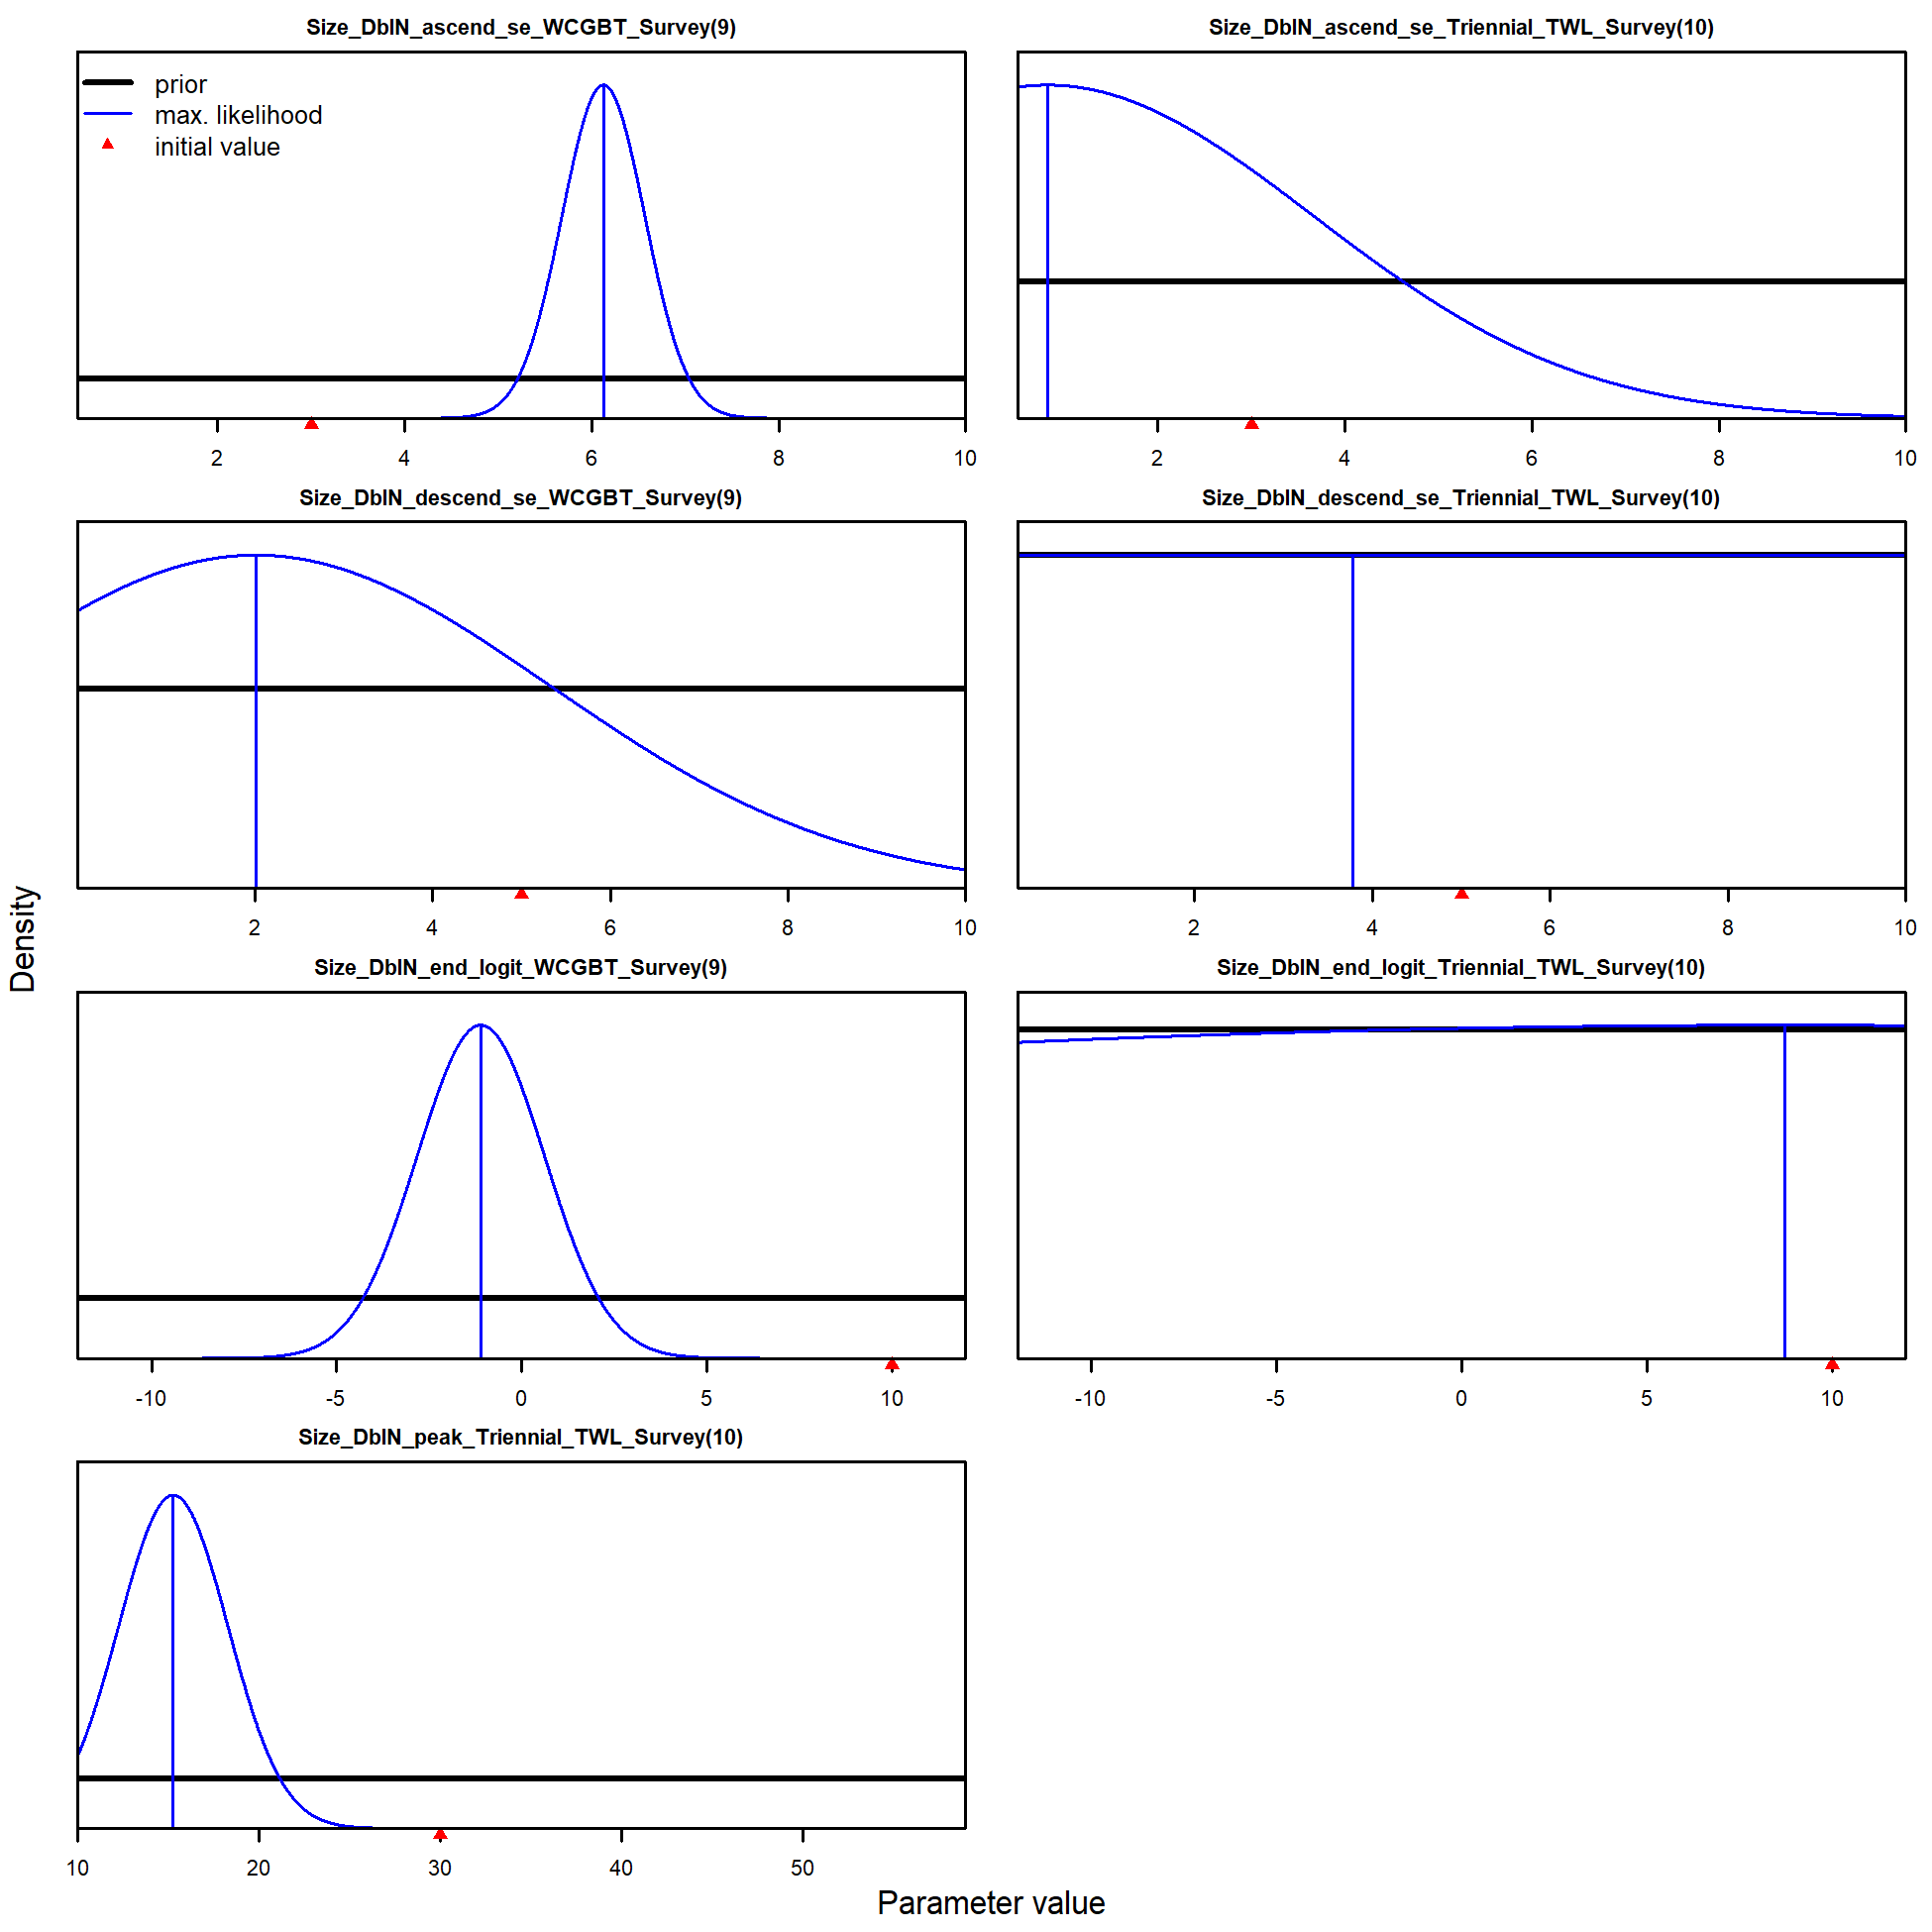 Size_DblN_ascend_se_WCGBT_Survey(9)
prior
max. likelihood
initial value
2 4 6 8 10
Size_DblN_ascend_se_Triennial_TWL_Survey(10)
2 4 6 8 10
Size_DblN_descend_se_WCGBT_Survey(9)
2 4 6 8 10
Size_DblN_descend_se_Triennial_TWL_Survey(10)
2 4 6 8 10
Size_DblN_end_logit_WCGBT_Survey(9)
-10 -5 0 5 10
Size_DblN_end_logit_Triennial_TWL_Survey(10)
-10 -5 0 5 10
Size_DblN_peak_Triennial_TWL_Survey(10)
10 20 30 40 50
Density
Parameter value